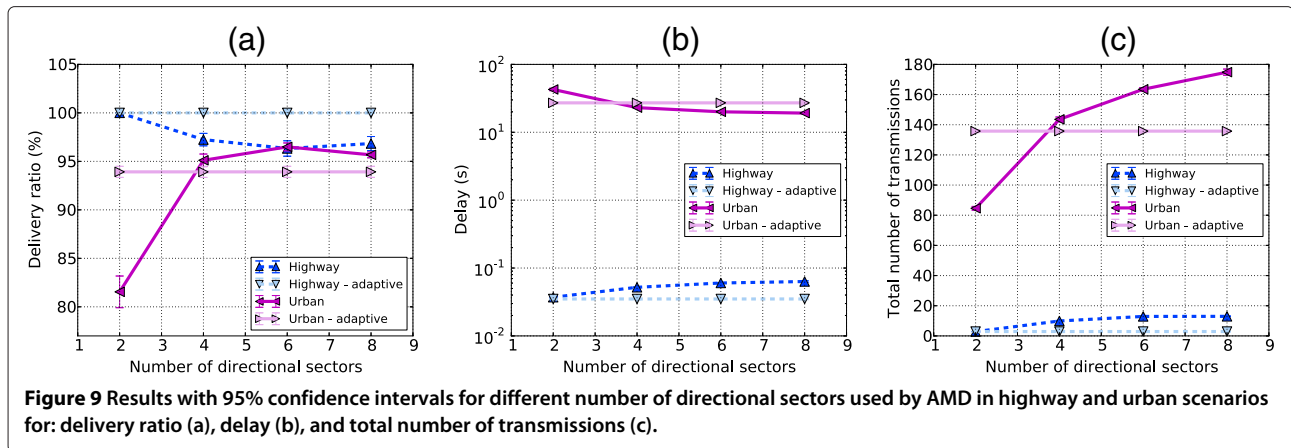 (a)
Delivery ratio (%)
100
95
90
85
80
1 2 3 4 5 6 7 8 9
Number of directional sectors
Highway
Highway - adaptive
Urban
Urban - adaptive
(b)
Delay (s)
10²
10¹
10⁰
10⁻¹
10⁻²
1 2 3 4 5 6 7 8 9
Number of directional sectors
Highway
Highway - adaptive
Urban
Urban - adaptive
(c)
Total number of transmissions
180
160
140
120
100
80
60
40
20
0
1 2 3 4 5 6 7 8 9
Number of directional sectors
Highway
Highway - adaptive
Urban
Urban - adaptive
Figure 9 Results with 95% confidence intervals for different number of directional sectors used by AMD in highway and urban scenarios
for: delivery ratio (a), delay (b), and total number of transmissions (c).